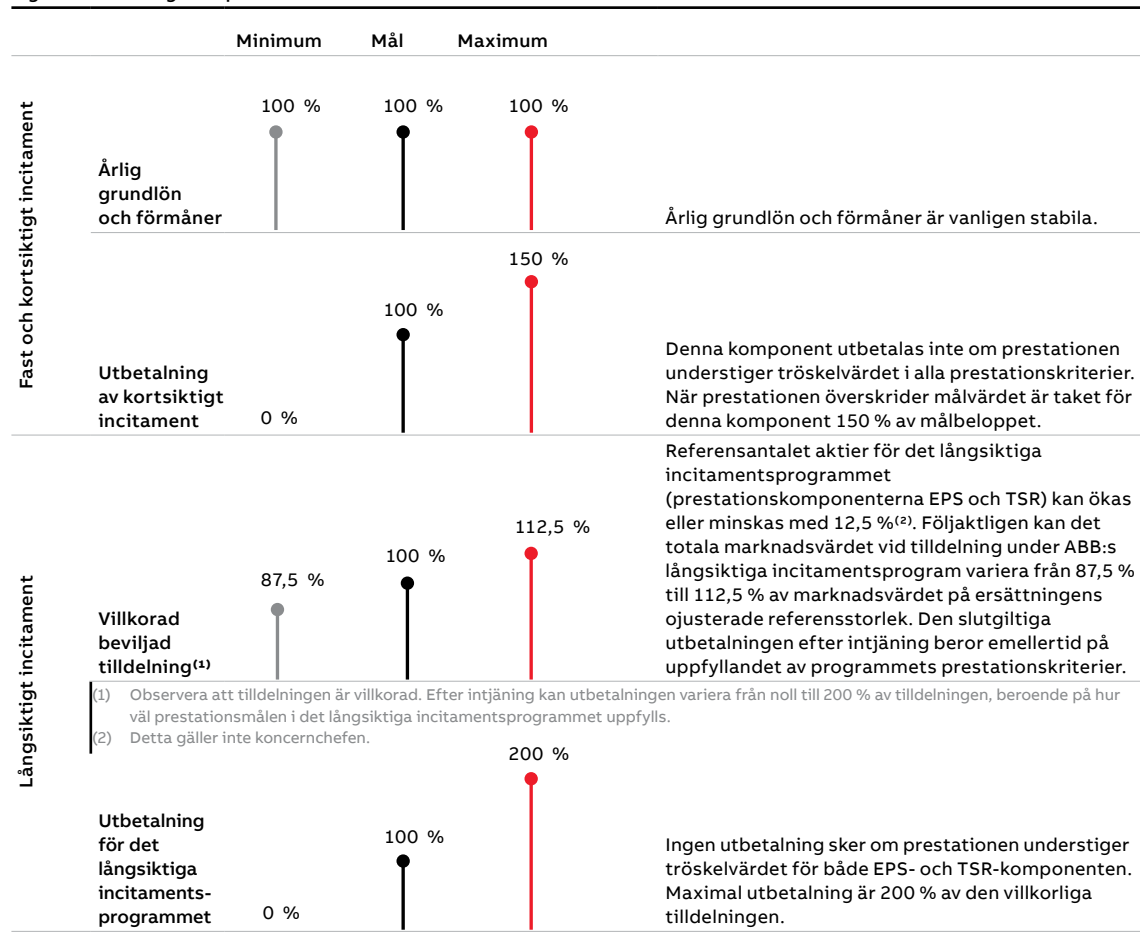 Minimum Mål Maximum
Fast och kortsiktigt incitament
100 % 100 % 100 %
Årlig
grundlön
och förmåner
Årlig grundlön och förmåner är vanligen stabila.
150 %
100 %
0 %
Utbetalning
av kortsiktigt
incitament
Denna komponent utbetalas inte om prestationen
understiger tröskelvärdet i alla prestationskriterier.
När prestationen överskrider målvärdet är taket för
denna komponent 150 % av målbeloppet.
Långsiktigt incitament
112,5 %
100 %
87,5 %
Villkorad
beviljad
tilldelning(1)
Referensantalet aktier för det långsiktiga
incitamentsprogrammet
(prestationskomponenterna EPS och TSR) kan ökas
eller minskas med 12,5 %(2). Följaktligen kan det
totala marknadsvärdet vid tilldelning under ABB:s
långsiktiga incitamentsprogram variera från 87,5 %
till 112,5 % av marknadsvärdet på ersättningens
ojusterade referensstorlek. Den slutgiltiga
utbetalningen efter intjäning beror emellertid på
uppfyllandet av programmets prestationskriterier.
(1) Observera att tilldelningen är villkorad. Efter intjäning kan utbetalningen variera från noll till 200 % av tilldelningen, beroende på hur
väl prestationsmålen i det långsiktiga incitamentsprogrammet uppfylls.
(2) Detta gäller inte koncernchefen.
200 %
100 %
0 %
Utbetalning
för det
långsiktiga
incitaments-
programmet
Ingen utbetalning sker om prestationen understiger
tröskelvärdet för både EPS- och TSR-komponenten.
Maximal utbetalning är 200 % av den villkorliga
tilldelningen.